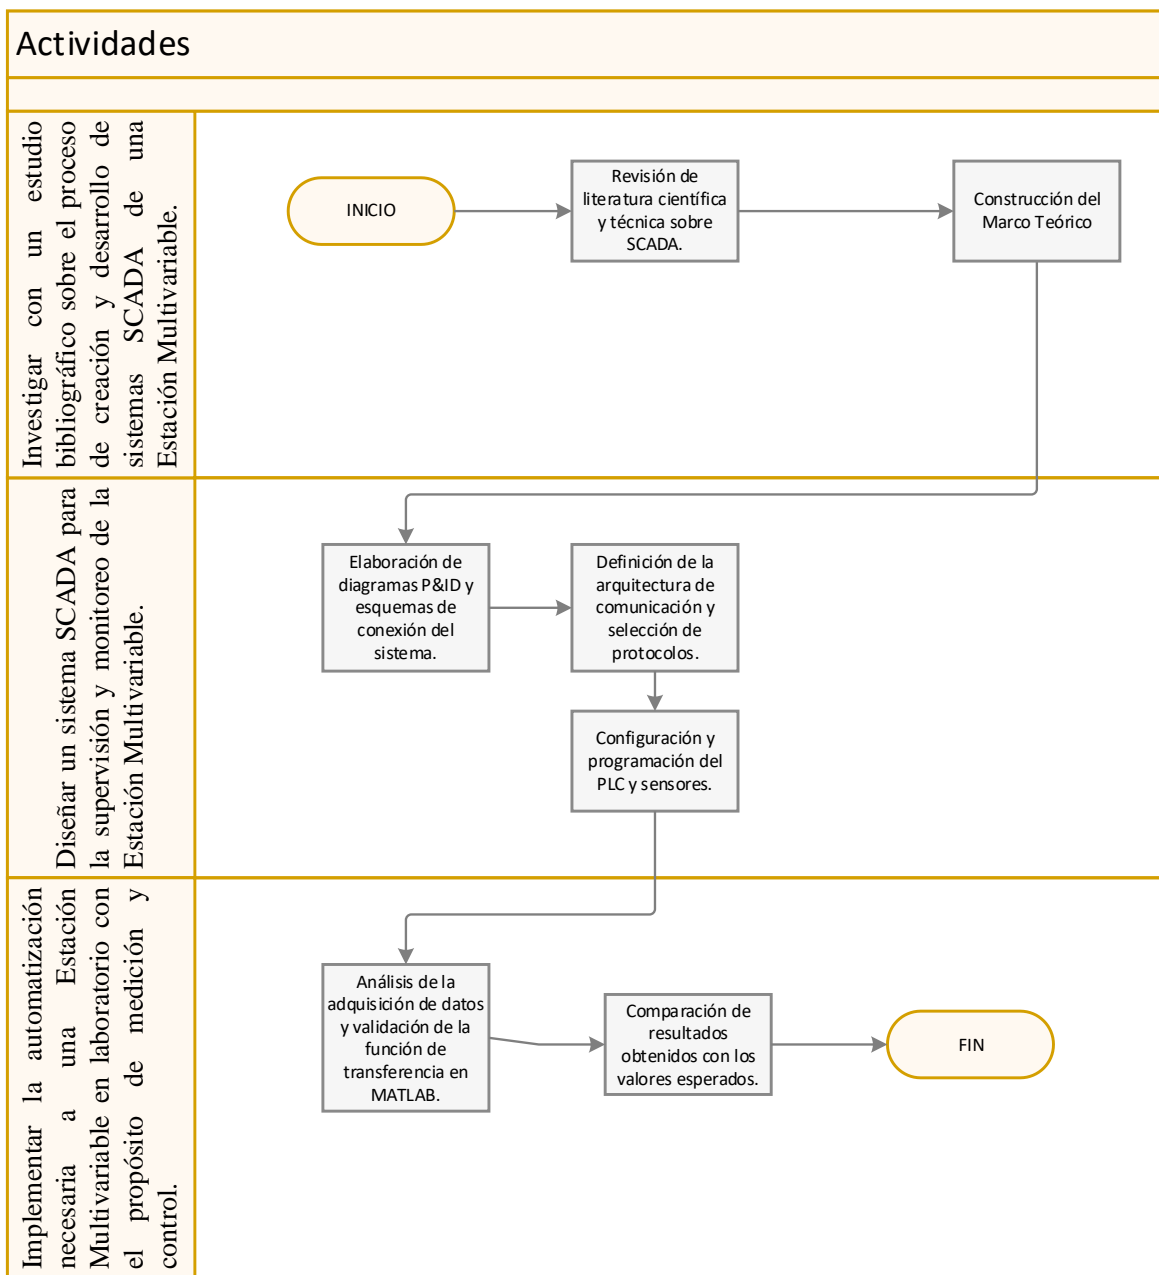 Actividades
Investigar con un estudio
bibliográfico sobre el proceso
de creación y desarrollo de
sistemas SCADA de una
Estación Multivariable.
INICIO
Revisión de
literatura científica
y técnica sobre
SCADA.
Construcción del
Marco Teórico
Diseñar un sistema SCADA para
la supervisión y monitoreo de la
Estación Multivariable.
Elaboración de
diagramas P&ID y
esquemas de
conexión del
sistema.
Definición de la
arquitectura de
comunicación y
selección de
protocolos.
Configuración y
programación del
PLC y sensores.
Implementar la automatización
necesaria a una Estación
Multivariable en laboratorio con
el propósito de medición y
control.
Análisis de la
adquisición de datos
y validación de la
función de
transferencia en
MATLAB.
Comparación de
resultados
obtenidos con los
valores esperados.
FIN